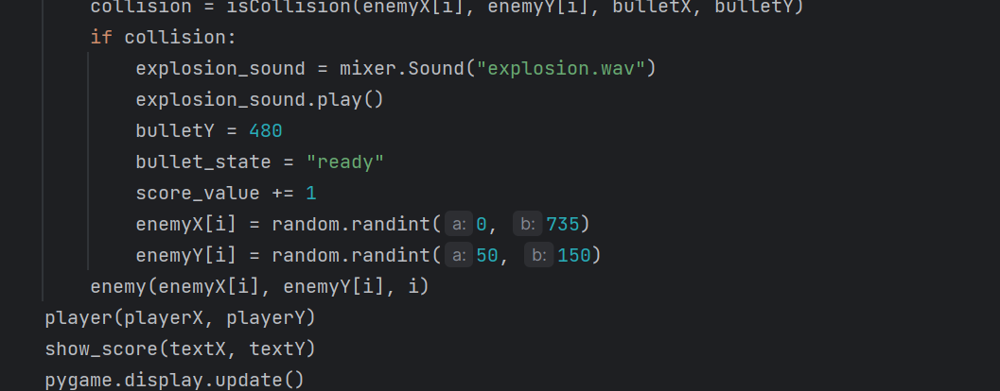 collision = isCollision(enemyX[i], enemyY[i], bulletX, bulletY)
if collision:
explosion_sound = mixer.Sound("explosion.wav")
explosion_sound.play()
bulletY = 480
bullet_state = "ready"
score_value += 1
enemyX[i] = random.randint(a: 0, b: 735)
enemyY[i] = random.randint(a: 50, b: 150)
enemy(enemyX[i], enemyY[i], i)
player(playerX, playerY)
show_score(textX, textY)
pygame.display.update()